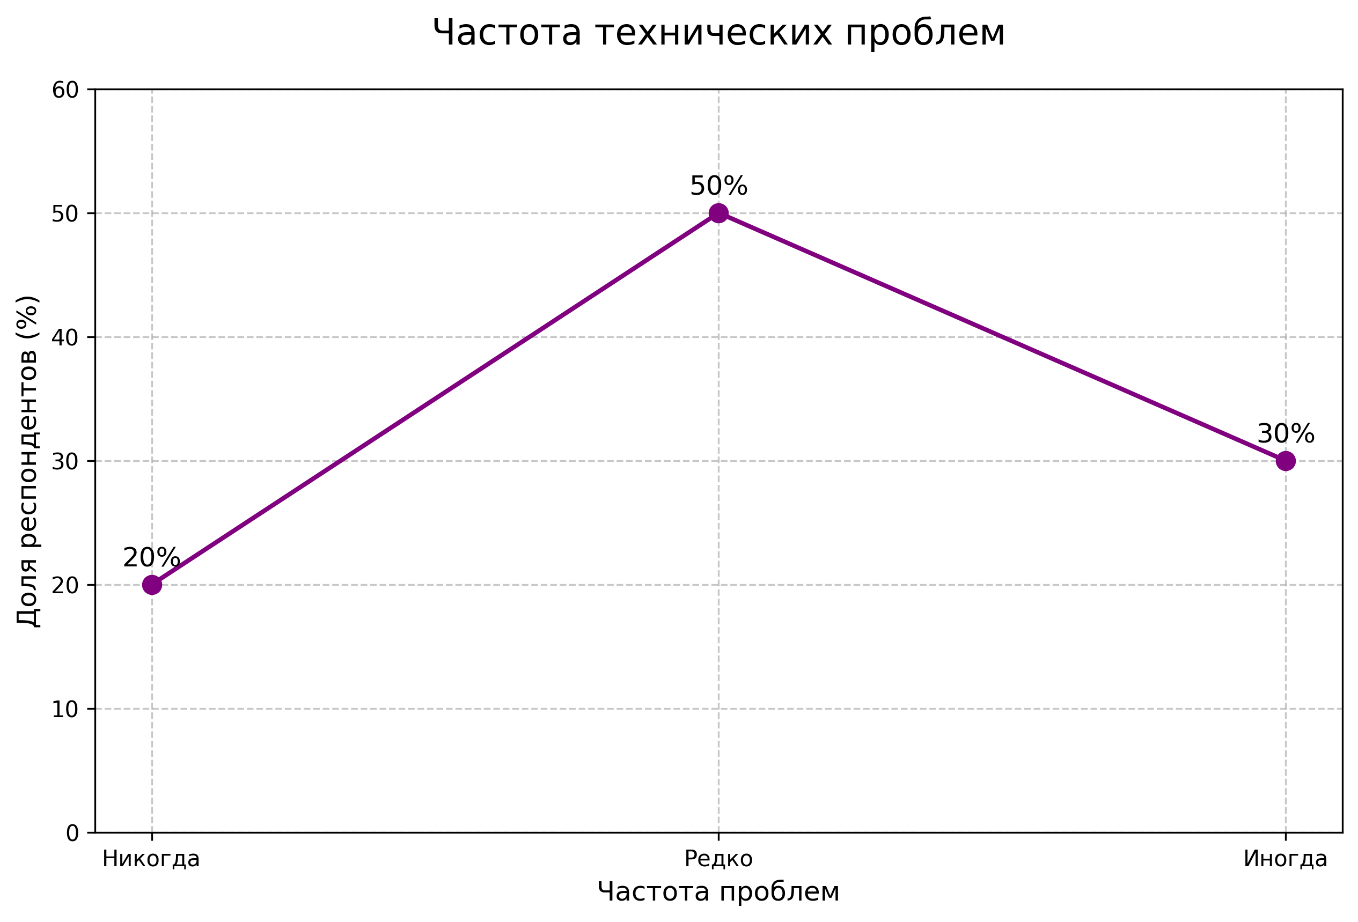 Частота технических проблем
60
50
40
30
20
10
0
Доля респондентов (%)
20%
50%
30%
Никогда
Редко
Иногда
Частота проблем